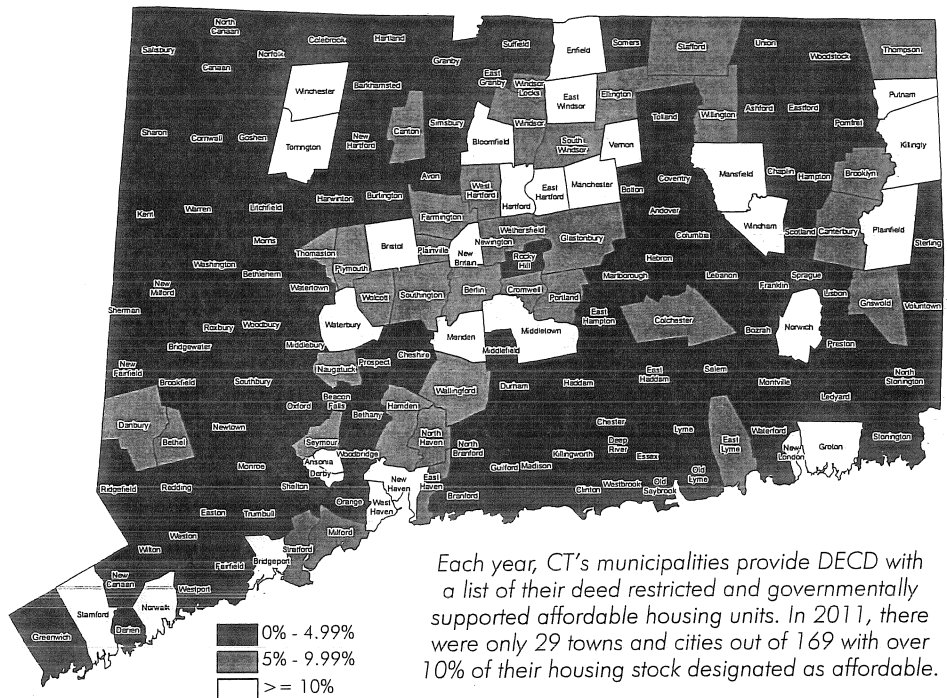 North
Canaan
Salisbury
Canaan
Norfolk
Colebrook
Hartland
Granby
Suffield
Enfield
Somers
Stafford
Union
Woodstock
Thompson
East
Granby
Windsor
Locks
East
Windsor
Ellington
Winchester
Barkhamsted
Putnam
Sharon
Cornwall
Goshen
Torrington
New
Hartford
Canton
Simsbury
Bloomfield
Windsor
South
Windsor
Vernon
Tolland
Willington
Ashford
Eastford
Pomfret
Killingly
Avon
West
Hartford
Hartford
East
Hartford
Manchester
Bolton
Coventry
Mansfield
Chaplin
Hampton
Brooklyn
Kent
Warren
Litchfield
Harwinton
Burlington
Farmington
Andover
Columbia
Windham
Scotland
Canterbury
Plainfield
Sterling
Morris
Washington
Bethlehem
Thomaston
Plymouth
Bristol
Plainville
New
Britain
Newington
Wethersfield
Rocky
Hill
Glastonbury
Hebron
Marlborough
Lebanon
Franklin
Sprague
Lisbon
Griswold
Voluntown
New
Milford
Sherman
Watertown
Wolcott
Southington
Berlin
Cromwell
Portland
East
Hampton
Colchester
Bozrah
Norwich
Preston
Roxbury
Woodbury
Bridgewater
Waterbury
Middlebury
Meriden
Middletown
Middlefield
New
Fairfield
Brookfield
Southbury
Naugatuck
Prospect
Cheshire
Wallingford
Durham
Haddam
East
Haddam
Salem
Montville
Ledyard
North
Stonington
Danbury
Bethel
Newtown
Oxford
Beacon
Falls
Bethany
Hamden
Seymour
Woodbridge
North
Haven
North
Branford
Chester
Deep
River
Essex
Lyme
East
Lyme
Waterford
New
London
Groton
Stonington
Ansonia
Derby
Monroe
Shelton
Ridgefield
Redding
Orange
New
Haven
West
Haven
East
Haven
Branford
Guilford
Madison
Killingworth
Clinton
Westbrook
Old
Saybrook
Old
Lyme
Easton
Trumbull
Milford
Stratford
Weston
Wilton
Fairfield
Bridgeport
New
Canaan
Westport
Norwalk
Stamford
Darien
Greenwich
0% - 4.99%
5% - 9.99%
>= 10%
Each year, CT's municipalities provide DECD with
a list of their deed restricted and governmentally
supported affordable housing units. In 2011, there
were only 29 towns and cities out of 169 with over
10% of their housing stock designated as affordable.